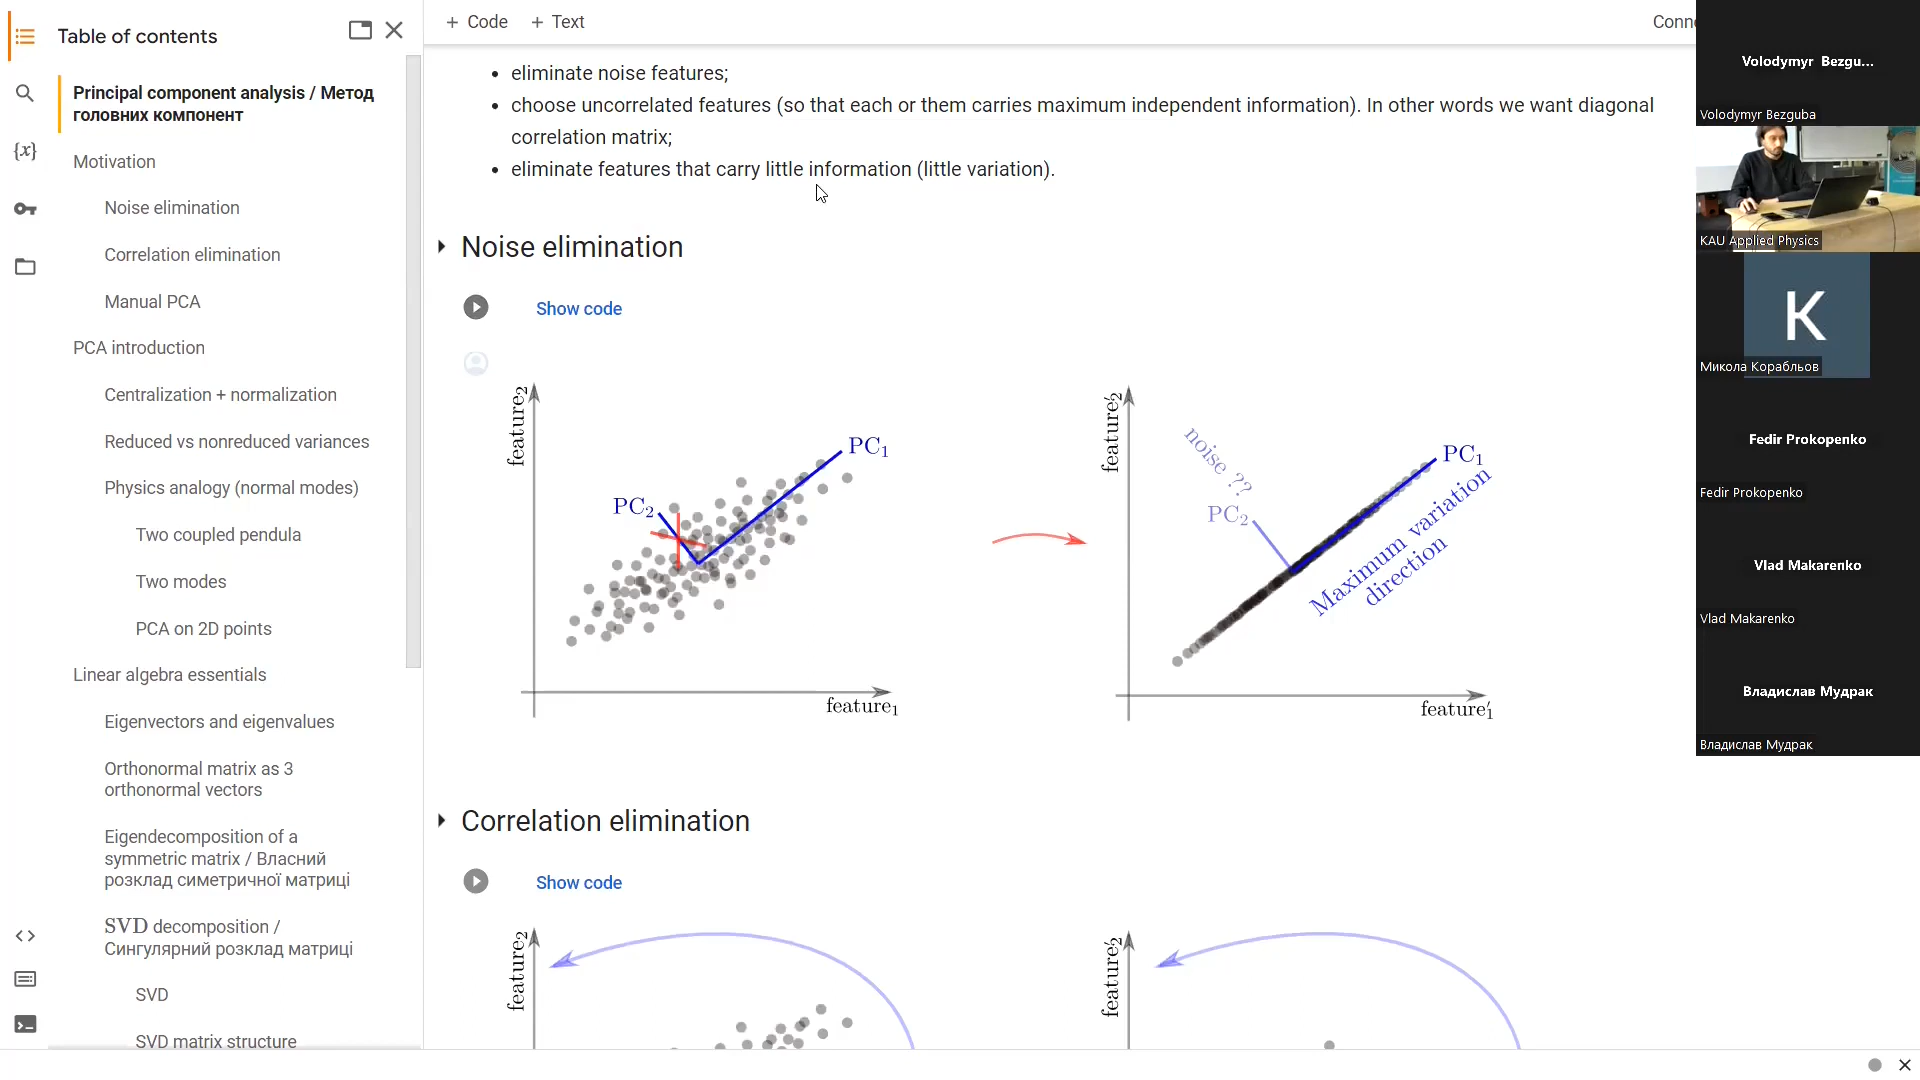 Table of contents
Principal component analysis / Метод
головних компонент
Motivation
Noise elimination
Correlation elimination
Manual PCA
PCA introduction
Centralization + normalization
Reduced vs nonreduced variances
Physics analogy (normal modes)
Two coupled pendula
Two modes
PCA on 2D points
Linear algebra essentials
Eigenvectors and eigenvalues
Orthonormal matrix as 3
orthonormal vectors
Eigendecomposition of a
symmetric matrix / Власний
розклад симетричної матриці
SVD decomposition /
Сингулярний розклад матриці
SVD
SVD matrix structure
{x}
+ Code + Text
Conne
• eliminate noise features;
• choose uncorrelated features (so that each or them carries maximum independent information). In other words we want diagonal
correlation matrix;
• eliminate features that carry little information (little variation).
Noise elimination
Show code
feature₂
PC₁
PC₂
feature₁
feature′₂
noise ??
PC₂
PC₁
Maximum variation
direction
feature′₁
Correlation elimination
Show code
feature₂
feature′₂
Volodymyr Bezgu...
Volodymyr Bezguba
KAU Applied Physics
K
Микола Корабльов
Fedir Prokopenko
Fedir Prokopenko
Vlad Makarenko
Vlad Makarenko
Владислав Мудрак
Владислав Мудрак